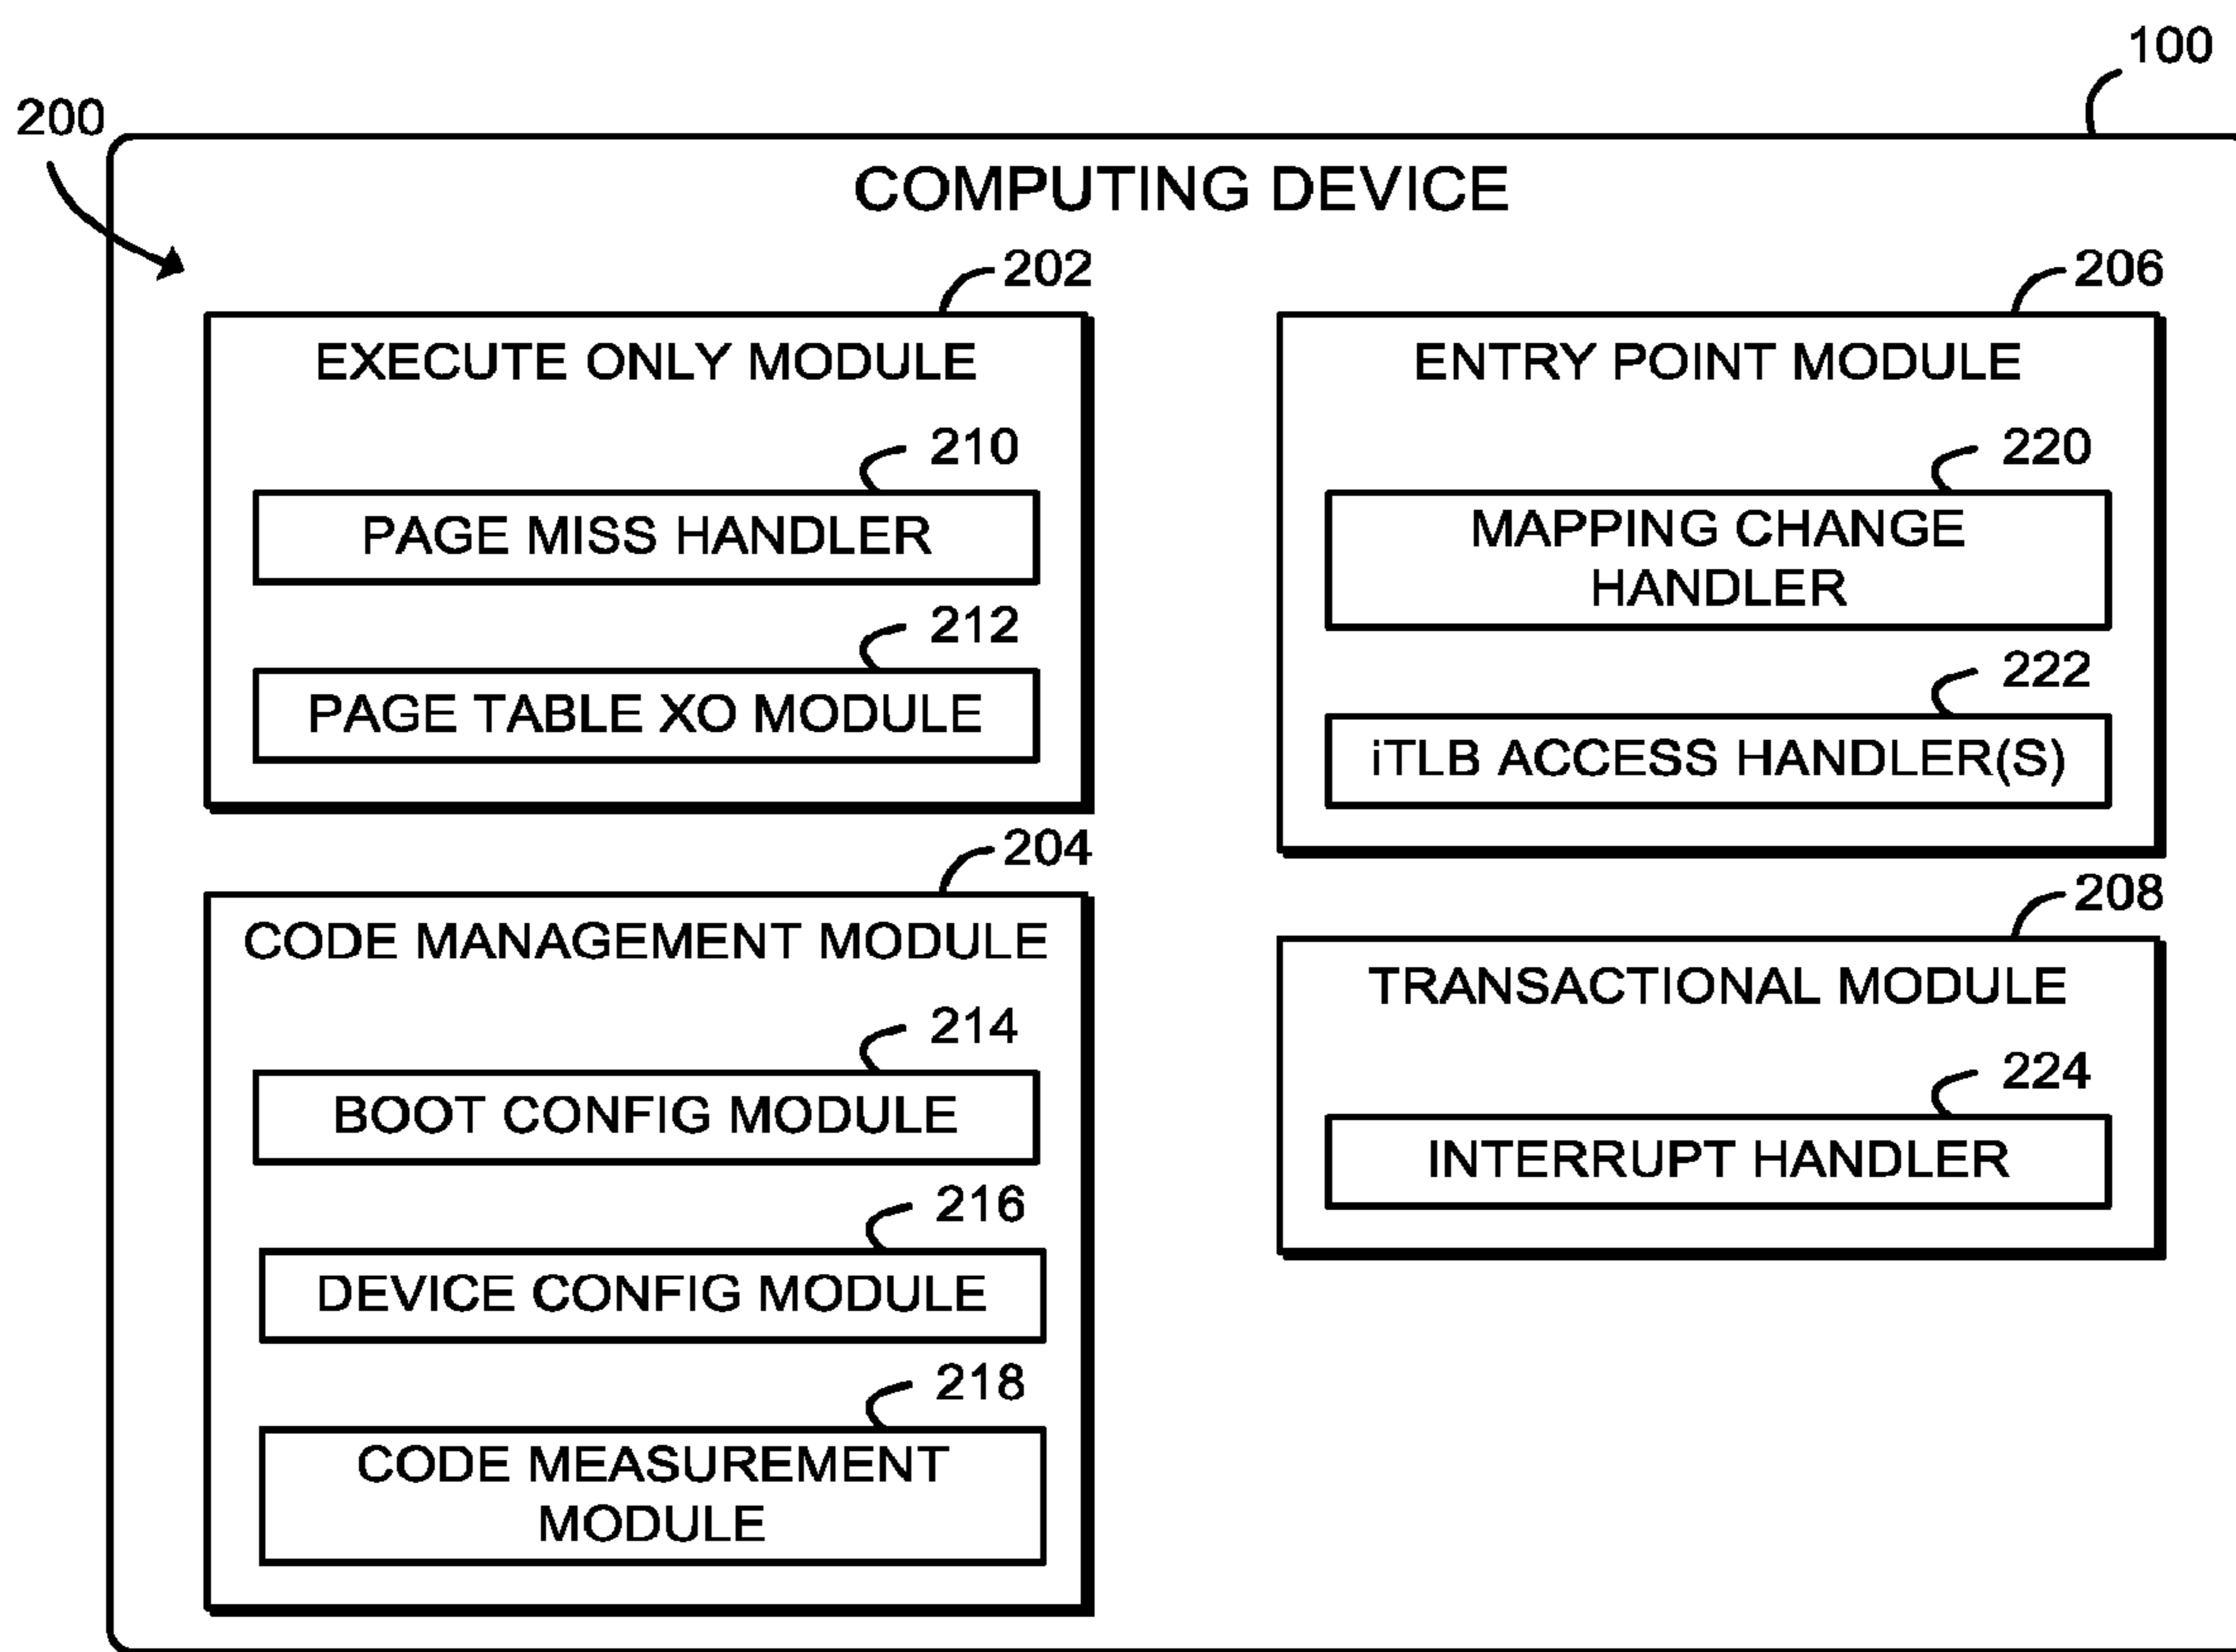 100
200
COMPUTING DEVICE
202
EXECUTE ONLY MODULE
210
PAGE MISS HANDLER
212
PAGE TABLE XO MODULE
204
CODE MANAGEMENT MODULE
214
BOOT CONFIG MODULE
216
DEVICE CONFIG MODULE
218
CODE MEASUREMENT
MODULE
206
ENTRY POINT MODULE
220
MAPPING CHANGE
HANDLER
222
iTLB ACCESS HANDLER(S)
208
TRANSACTIONAL MODULE
224
INTERRUPT HANDLER